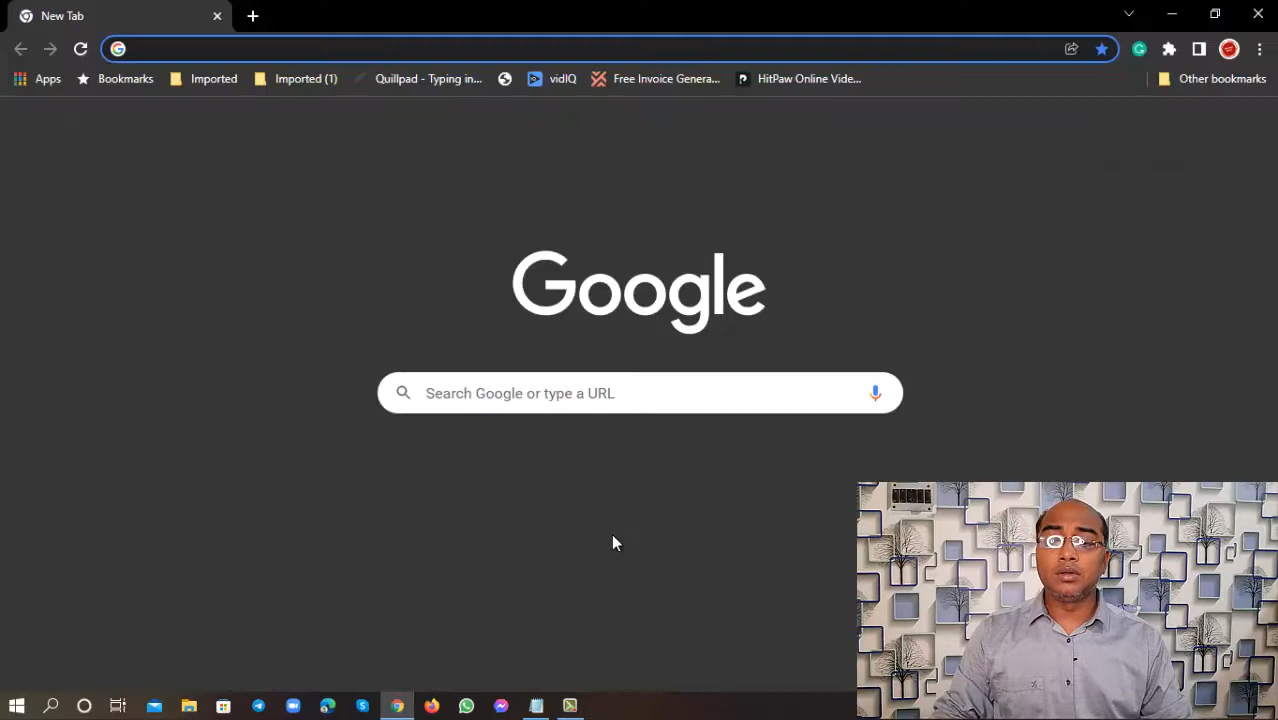 New Tab
Apps Bookmarks Imported Imported (1) Quillpad - Typing in... vidIQ Free Invoice Genera... HitPaw Online Vide... Other bookmarks
Google
Search Google or type a URL